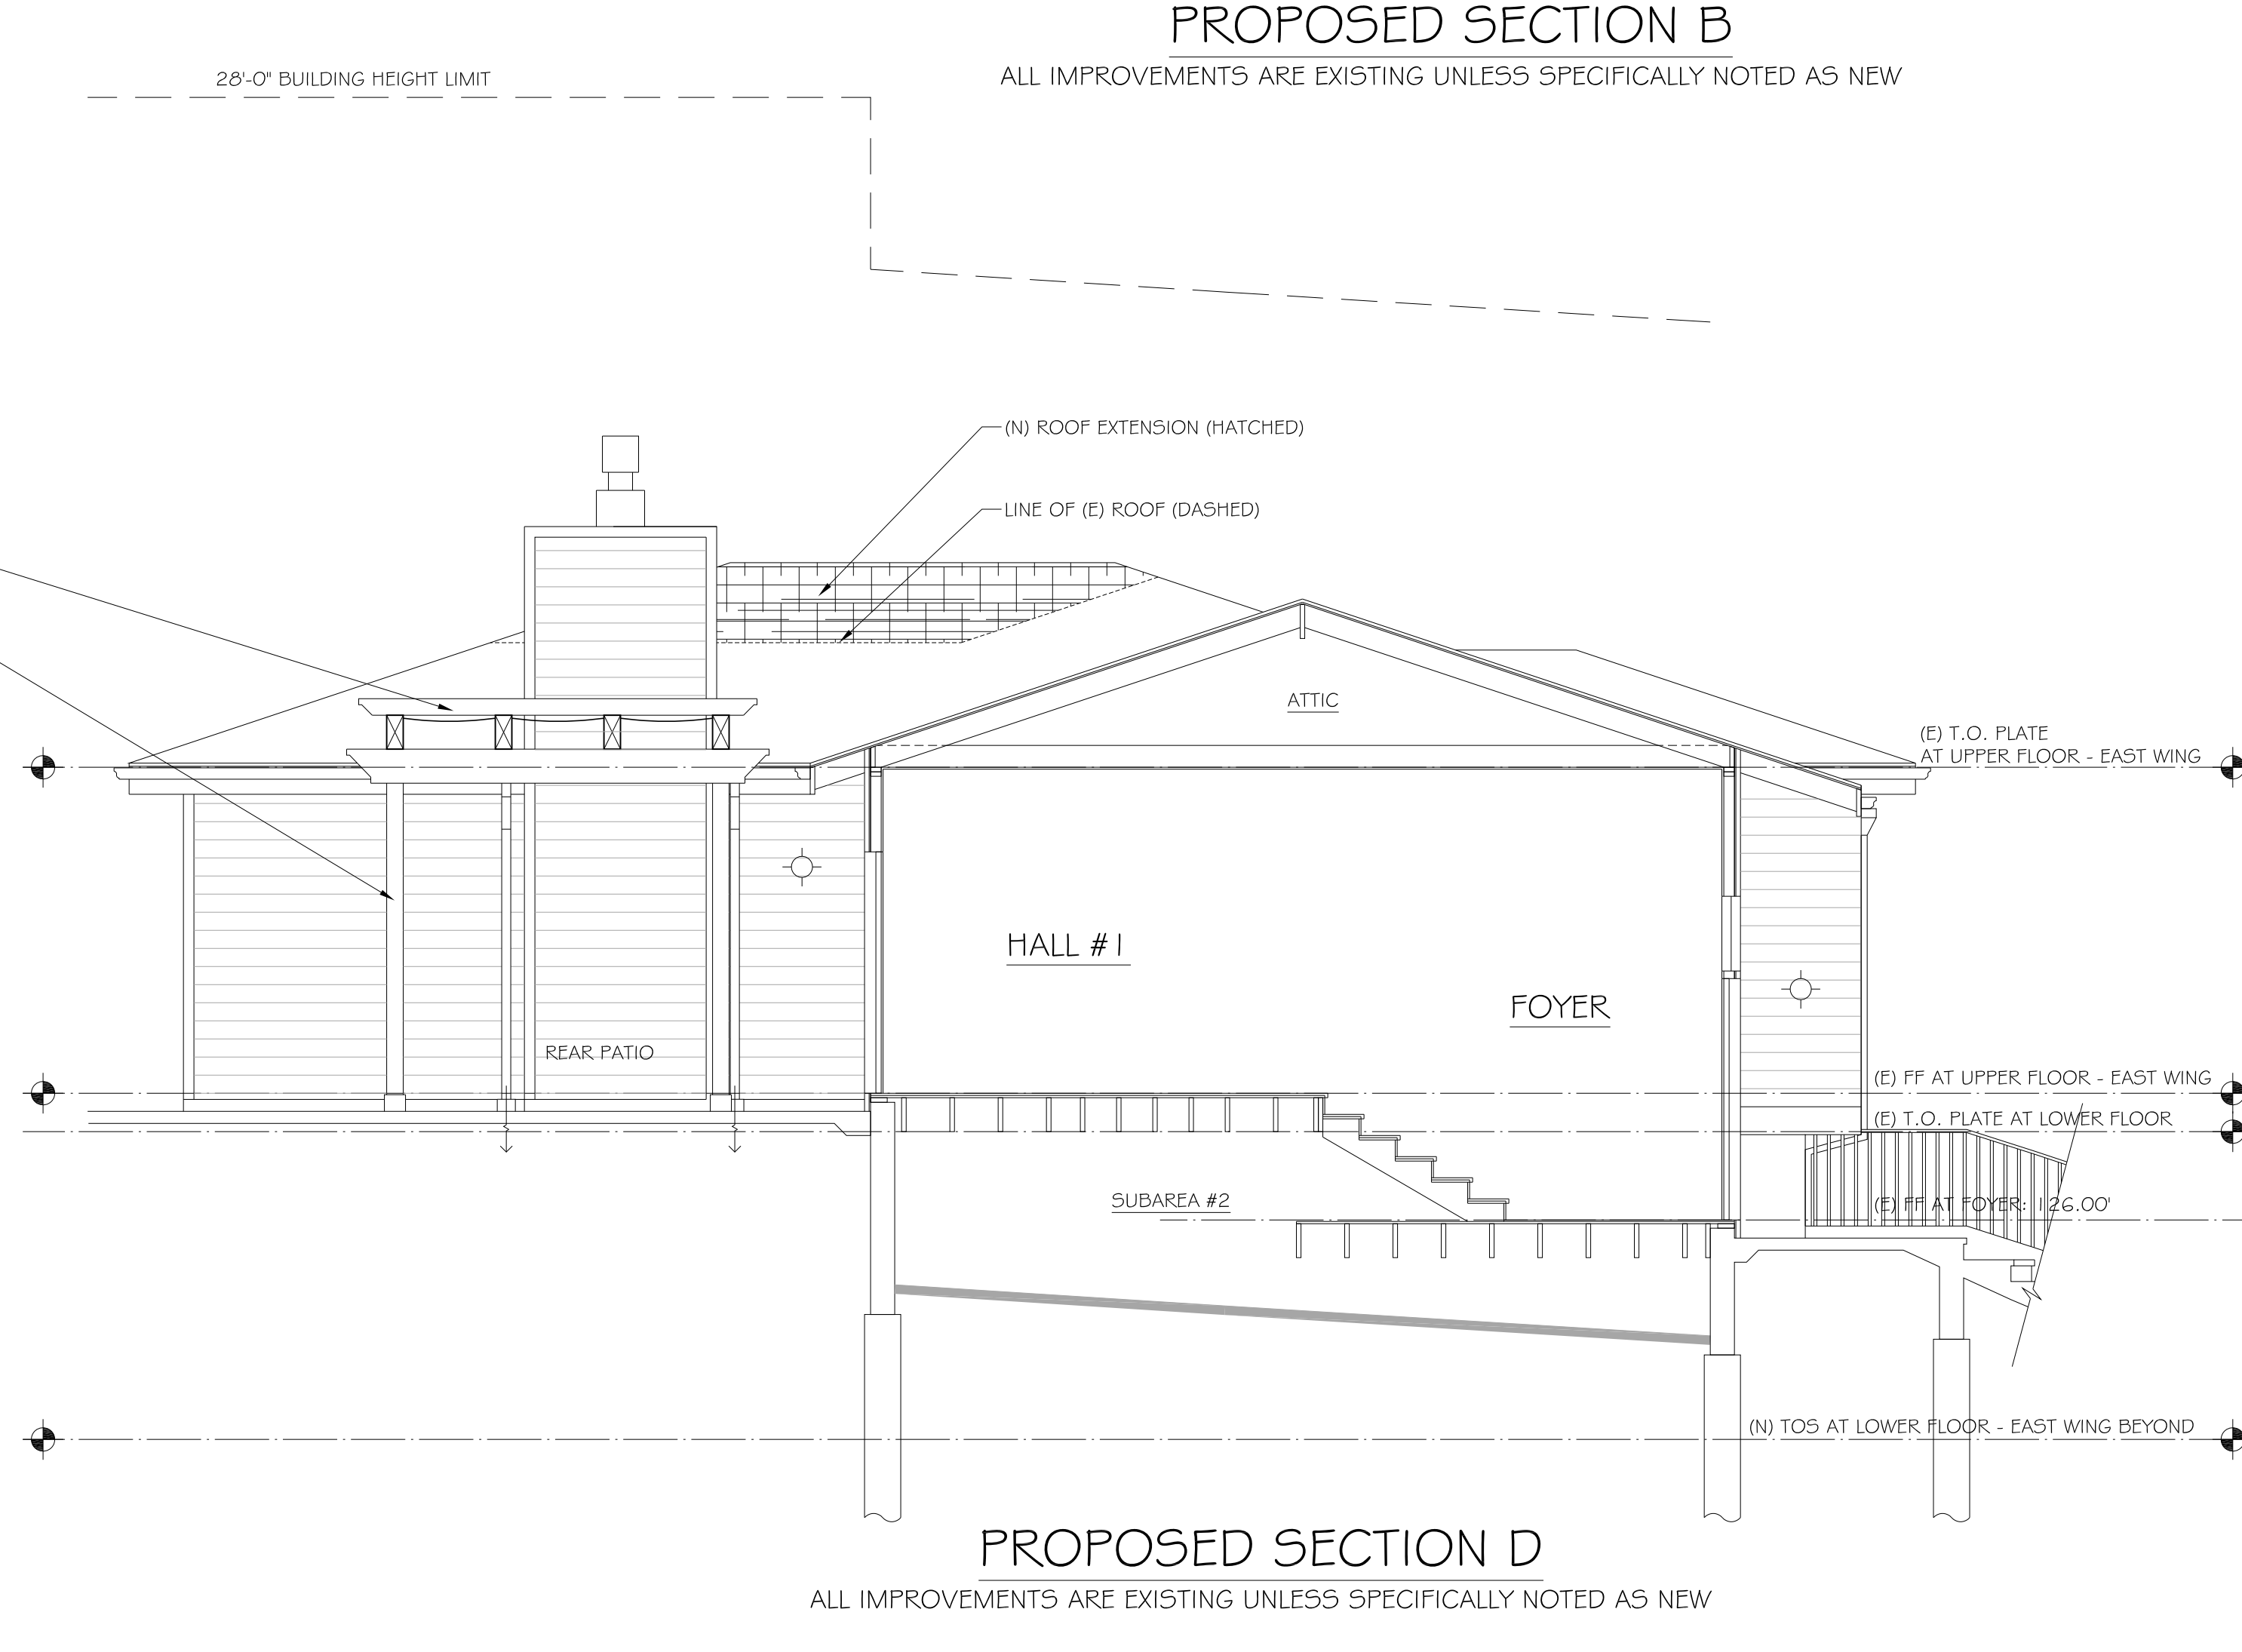 PROPOSED SECTION B
ALL IMPROVEMENTS ARE EXISTING UNLESS SPECIFICALLY NOTED AS NEW
28'-0" BUILDING HEIGHT LIMIT
(N) ROOF EXTENSION (HATCHED)
LINE OF (E) ROOF (DASHED)
ATTIC
(E) T.O. PLATE
AT UPPER FLOOR - EAST WING
HALL #1
FOYER
REAR PATIO
(E) FF AT UPPER FLOOR - EAST WING
(E) T.O. PLATE AT LOWER FLOOR
SUBAREA #2
(E) FF AT FOYER: 126.00'
(N) TOS AT LOWER FLOOR - EAST WING BEYOND
PROPOSED SECTION D
ALL IMPROVEMENTS ARE EXISTING UNLESS SPECIFICALLY NOTED AS NEW